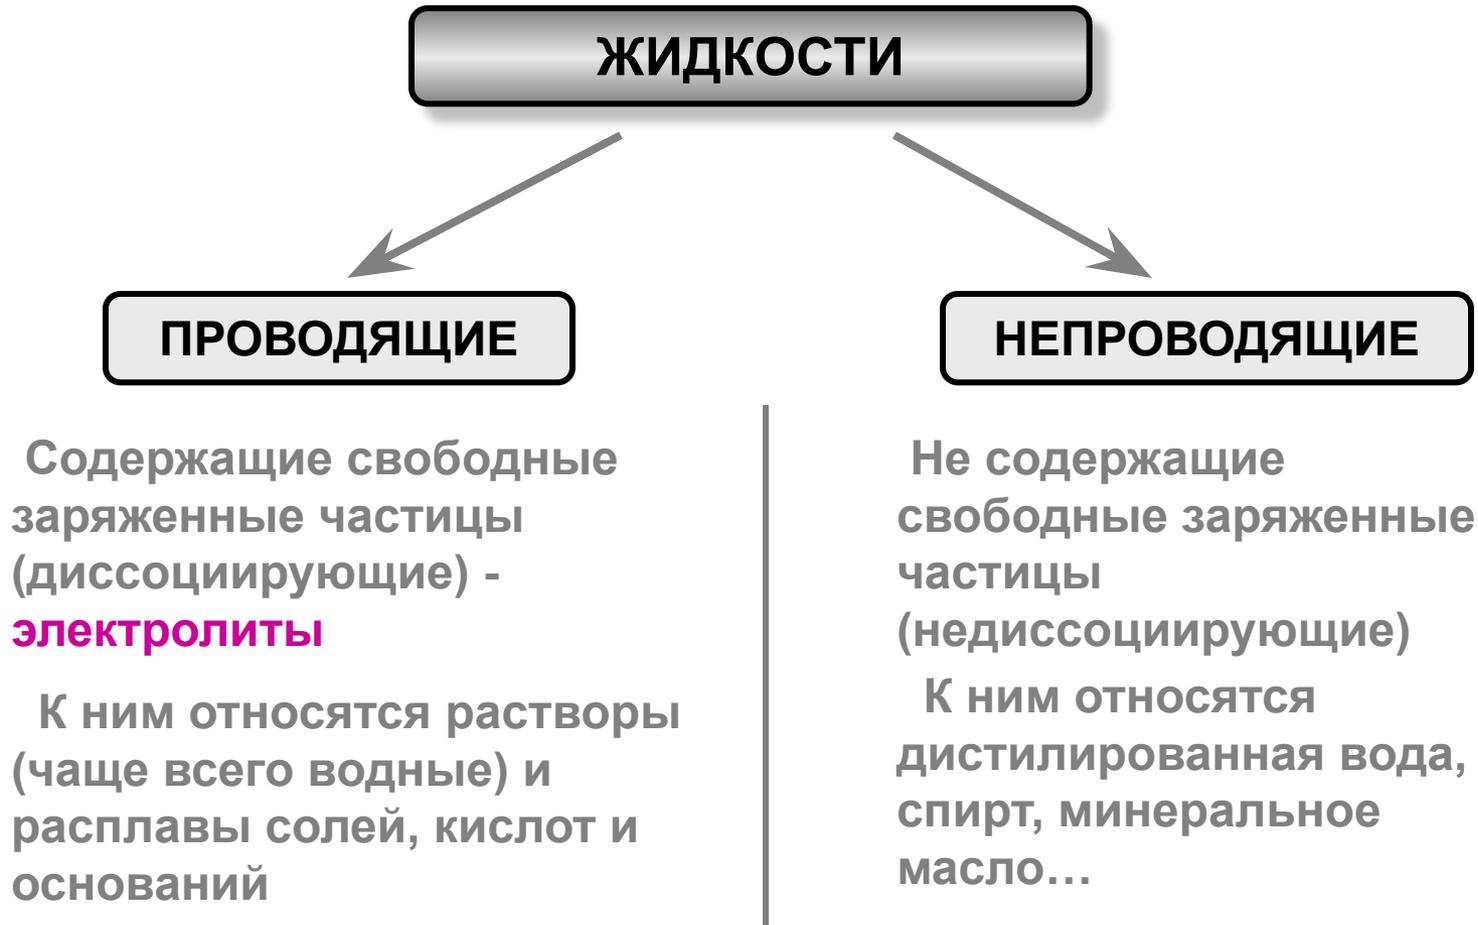 ЖИДКОСТИ
ПРОВОДЯЩИЕ
Содержащие свободные
заряженные частицы
(диссоциирующие) -
электролиты
К ним относятся растворы
(чаще всего водные) и
расплавы солей, кислот и
оснований
НЕПРОВОДЯЩИЕ
Не содержащие
свободные заряженные
частицы
(недиссоциирующие)
К ним относятся
дистилированная вода,
спирт, минеральное
масло…